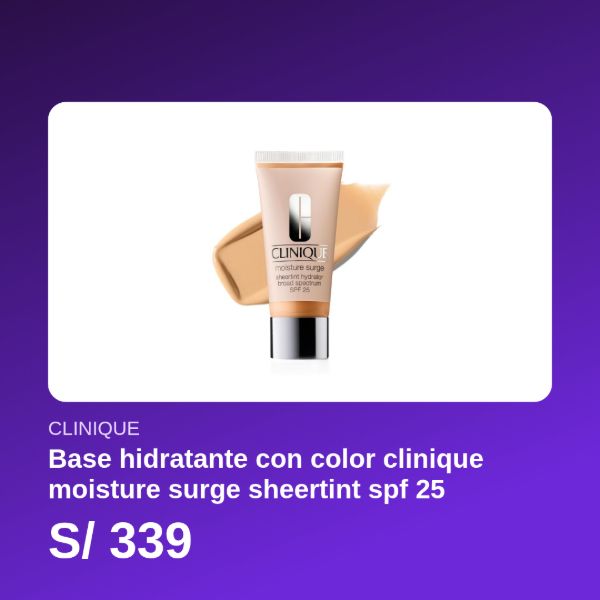 CLINIQUE
moisture surge
sheertint hydrator
broad spectrum
SPF 25
CLINIQUE
Base hidratante con color clinique
moisture surge sheertint spf 25
S/ 339